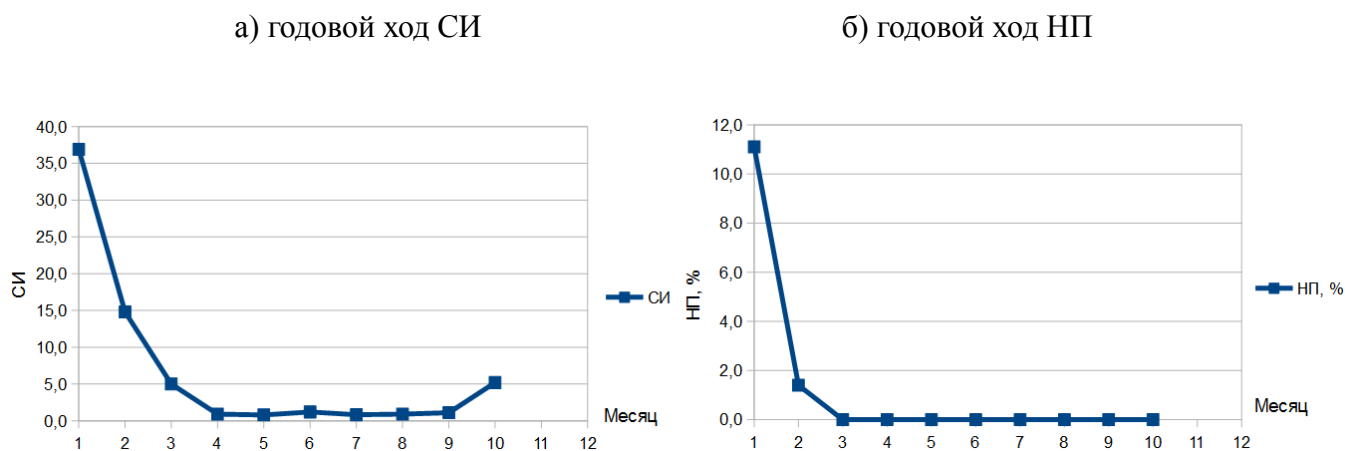 а) годовой ход СИ
б) годовой ход НП
40,0
35,0
30,0
25,0
20,0
15,0
10,0
5,0
0,0
СИ
СИ
Месяц
1 2 3 4 5 6 7 8 9 10 11 12
12,0
10,0
8,0
6,0
4,0
2,0
0,0
НП, %
НП, %
Месяц
1 2 3 4 5 6 7 8 9 10 11 12